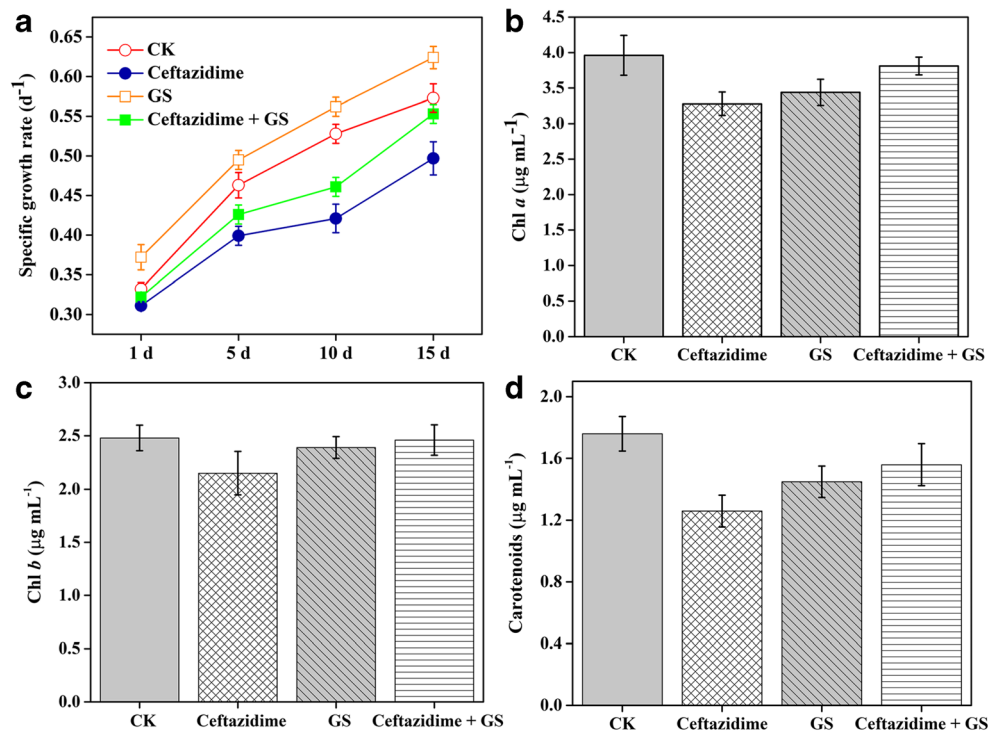 a
0.65
0.60
0.55
0.50
0.45
0.40
0.35
0.30
Specific growth rate (d⁻¹)
CK
Ceftazidime
GS
Ceftazidime + GS
1 d 5 d 10 d 15 d
b
4.5
4.0
3.5
3.0
2.5
2.0
1.5
1.0
0.5
0.0
Chl a (μg mL⁻¹)
CK Ceftazidime GS Ceftazidime + GS
c
3.0
2.5
2.0
1.5
1.0
0.5
0.0
Chl b (μg mL⁻¹)
CK Ceftazidime GS Ceftazidime + GS
d
2.0
1.6
1.2
0.8
0.4
0.0
Carotenoids (μg mL⁻¹)
CK Ceftazidime GS Ceftazidime + GS